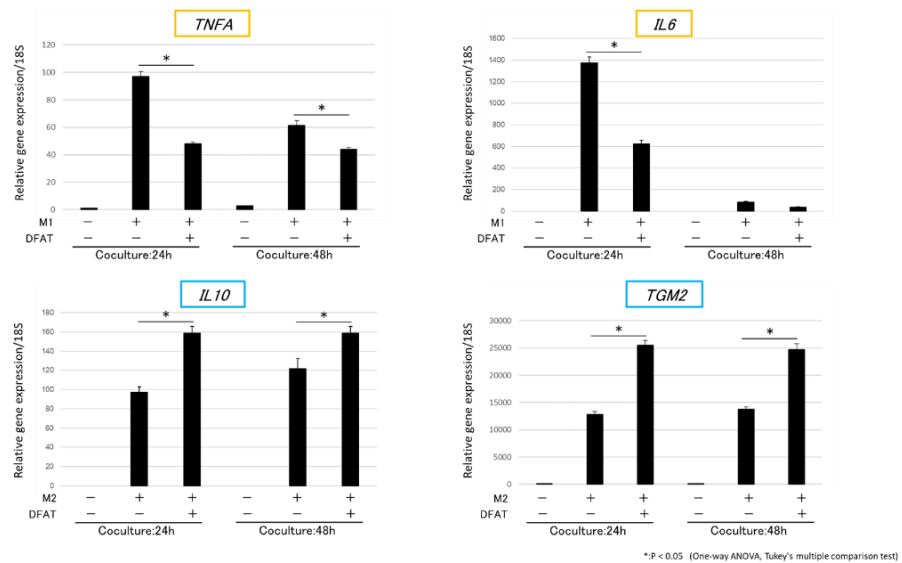 TNFA
Relative gene expression/18S
120
100
80
60
40
20
0
* *
M1 − + + − + +
DFAT − − + − − +
Coculture:24h Coculture:48h
IL6
Relative gene expression/18S
1600
1400
1200
1000
800
600
400
200
0
*
M1 − + + − + +
DFAT − − + − − +
Coculture:24h Coculture:48h
IL10
Relative gene expression/18S
180
160
140
120
100
80
60
40
20
0
* *
M2 − + + − + +
DFAT − − + − − +
Coculture:24h Coculture:48h
TGM2
Relative gene expression/18S
30000
25000
20000
15000
10000
5000
0
* *
M2 − + + − + +
DFAT − − + − − +
Coculture:24h Coculture:48h
*:P < 0.05 (One-way ANOVA, Tukey's multiple comparison test)